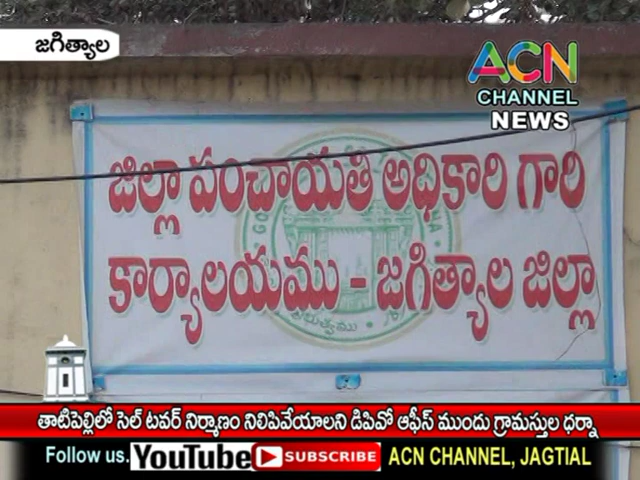 జగిత్యాల
ACN
CHANNEL
NEWS
జిల్లా పంచాయతి అధికారి గారి
కార్యాలయము - జగిత్యాల జిల్లా
తాటిపెల్లిలో సెల్ టవర్ నిర్మాణం నిలిపివేయాలని డిపివో ఆఫీస్ ముందు గ్రామస్తుల ధర్నా
Follow us. YouTube SUBSCRIBE ACN CHANNEL, JAGTIAL